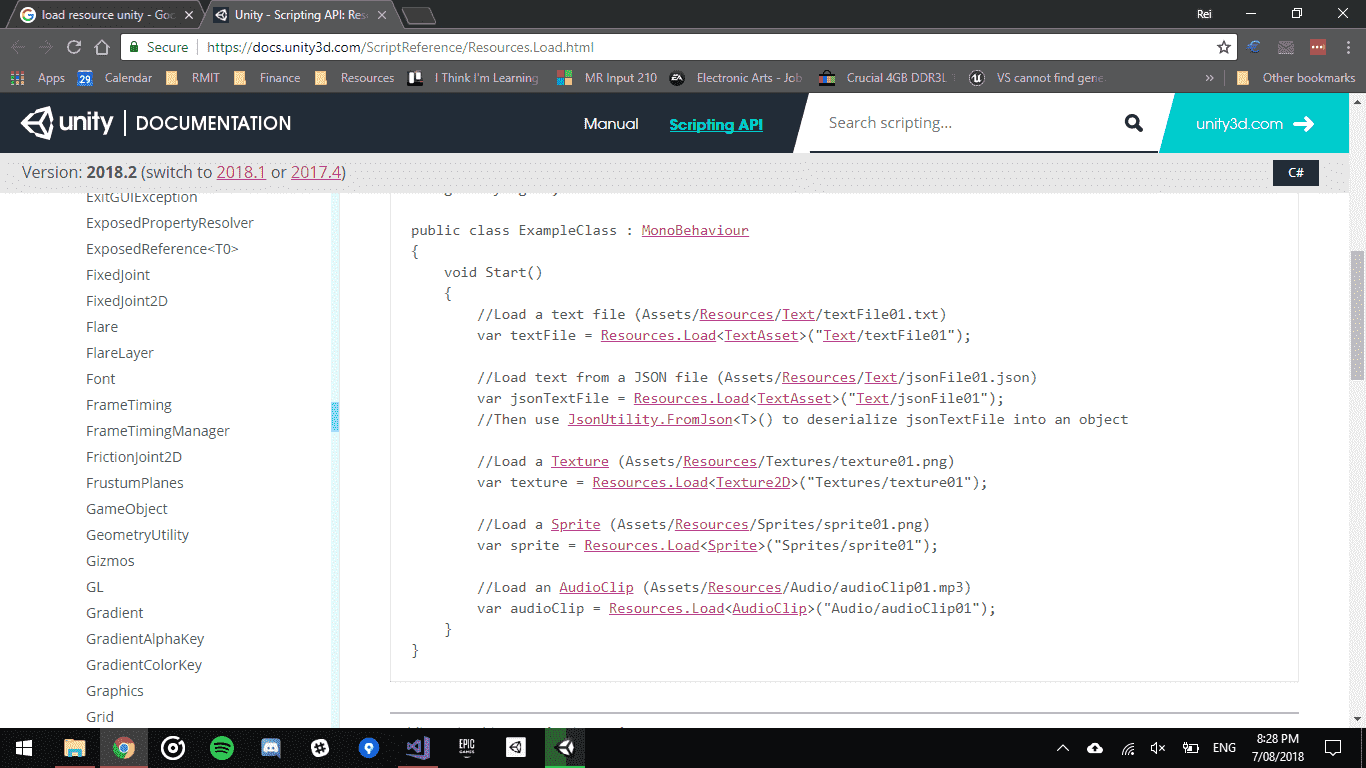 load resource unity - Goo
Unity - Scripting API: Res
Rei
Secure
https://docs.unity3d.com/ScriptReference/Resources.Load.html
Apps
29
Calendar
RMIT
Finance
Resources
I Think I'm Learning
MR Input 210
EA
Electronic Arts - Job
Crucial 4GB DDR3L 1
VS cannot find gene
»
Other bookmarks
unity | DOCUMENTATION
Manual
Scripting API
Search scripting...
unity3d.com
Version: 2018.2 (switch to 2018.1 or 2017.4)
C#
ExitGUIException
ExposedPropertyResolver
ExposedReference<T0>
FixedJoint
FixedJoint2D
Flare
FlareLayer
Font
FrameTiming
FrameTimingManager
FrictionJoint2D
FrustumPlanes
GameObject
GeometryUtility
Gizmos
GL
Gradient
GradientAlphaKey
GradientColorKey
Graphics
Grid
public class ExampleClass : MonoBehaviour
{
void Start()
{
//Load a text file (Assets/Resources/Text/textFile01.txt)
var textFile = Resources.Load<TextAsset>("Text/textFile01");
//Load text from a JSON file (Assets/Resources/Text/jsonFile01.json)
var jsonTextFile = Resources.Load<TextAsset>("Text/jsonFile01");
//Then use JsonUtility.FromJson<T>() to deserialize jsonTextFile into an object
//Load a Texture (Assets/Resources/Textures/texture01.png)
var texture = Resources.Load<Texture2D>("Textures/texture01");
//Load a Sprite (Assets/Resources/Sprites/sprite01.png)
var sprite = Resources.Load<Sprite>("Sprites/sprite01");
//Load an AudioClip (Assets/Resources/Audio/audioClip01.mp3)
var audioClip = Resources.Load<AudioClip>("Audio/audioClip01");
}
}
EPIC
GAMES
ENG
8:28 PM
7/08/2018